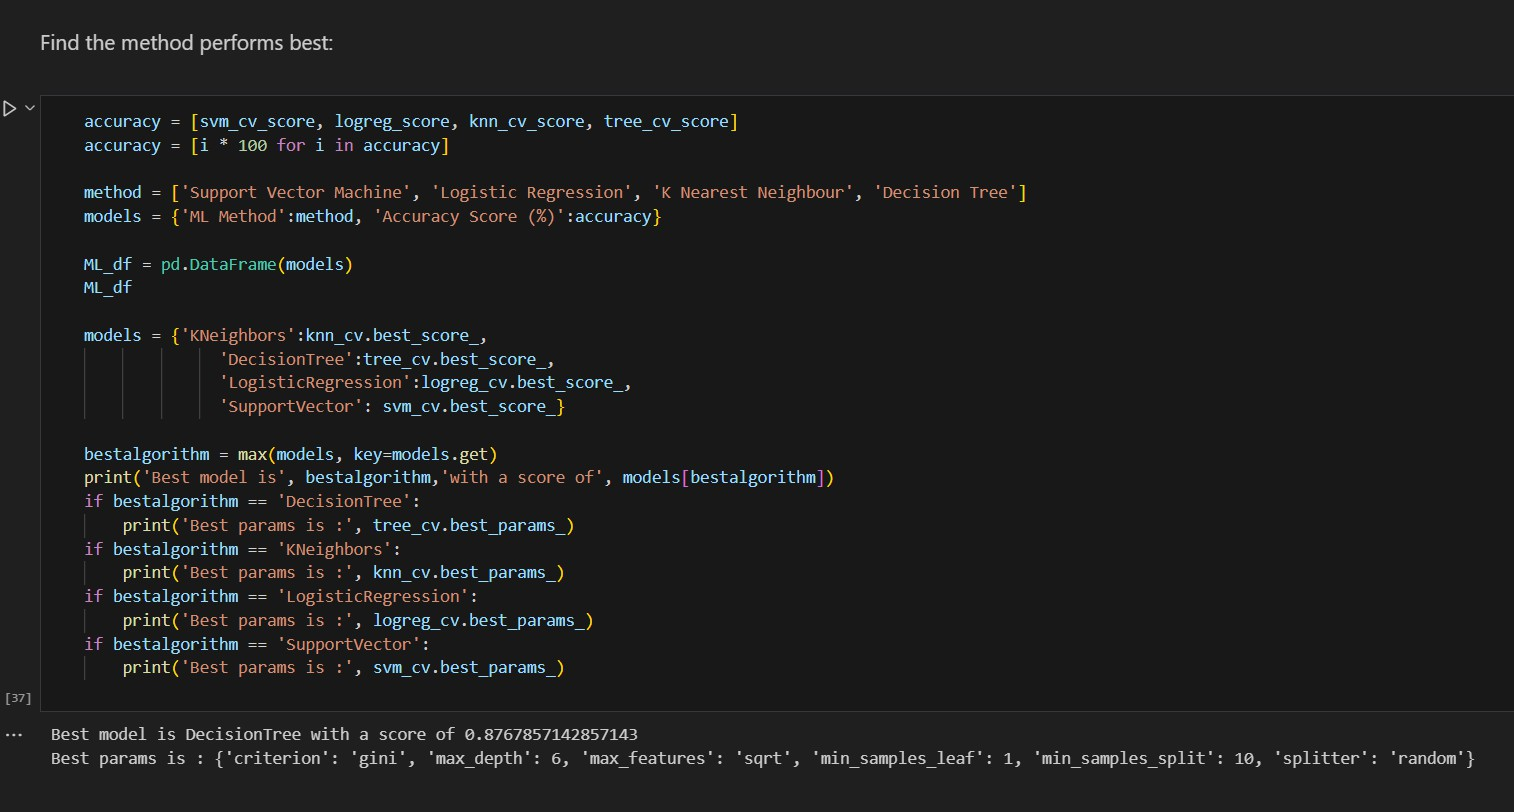 Find the method performs best:
accuracy = [svm_cv_score, logreg_score, knn_cv_score, tree_cv_score]
accuracy = [i * 100 for i in accuracy]
method = ['Support Vector Machine', 'Logistic Regression', 'K Nearest Neighbour', 'Decision Tree']
models = {'ML Method':method, 'Accuracy Score (%)':accuracy}
ML_df = pd.DataFrame(models)
ML_df
models = {'KNeighbors':knn_cv.best_score_,
'DecisionTree':tree_cv.best_score_,
'LogisticRegression':logreg_cv.best_score_,
'SupportVector': svm_cv.best_score_}
bestalgorithm = max(models, key=models.get)
print('Best model is', bestalgorithm,'with a score of', models[bestalgorithm])
if bestalgorithm == 'DecisionTree':
print('Best params is :', tree_cv.best_params_)
if bestalgorithm == 'KNeighbors':
print('Best params is :', knn_cv.best_params_)
if bestalgorithm == 'LogisticRegression':
print('Best params is :', logreg_cv.best_params_)
if bestalgorithm == 'SupportVector':
print('Best params is :', svm_cv.best_params_)
[37]
... Best model is DecisionTree with a score of 0.8767857142857143
Best params is : {'criterion': 'gini', 'max_depth': 6, 'max_features': 'sqrt', 'min_samples_leaf': 1, 'min_samples_split': 10, 'splitter': 'random'}